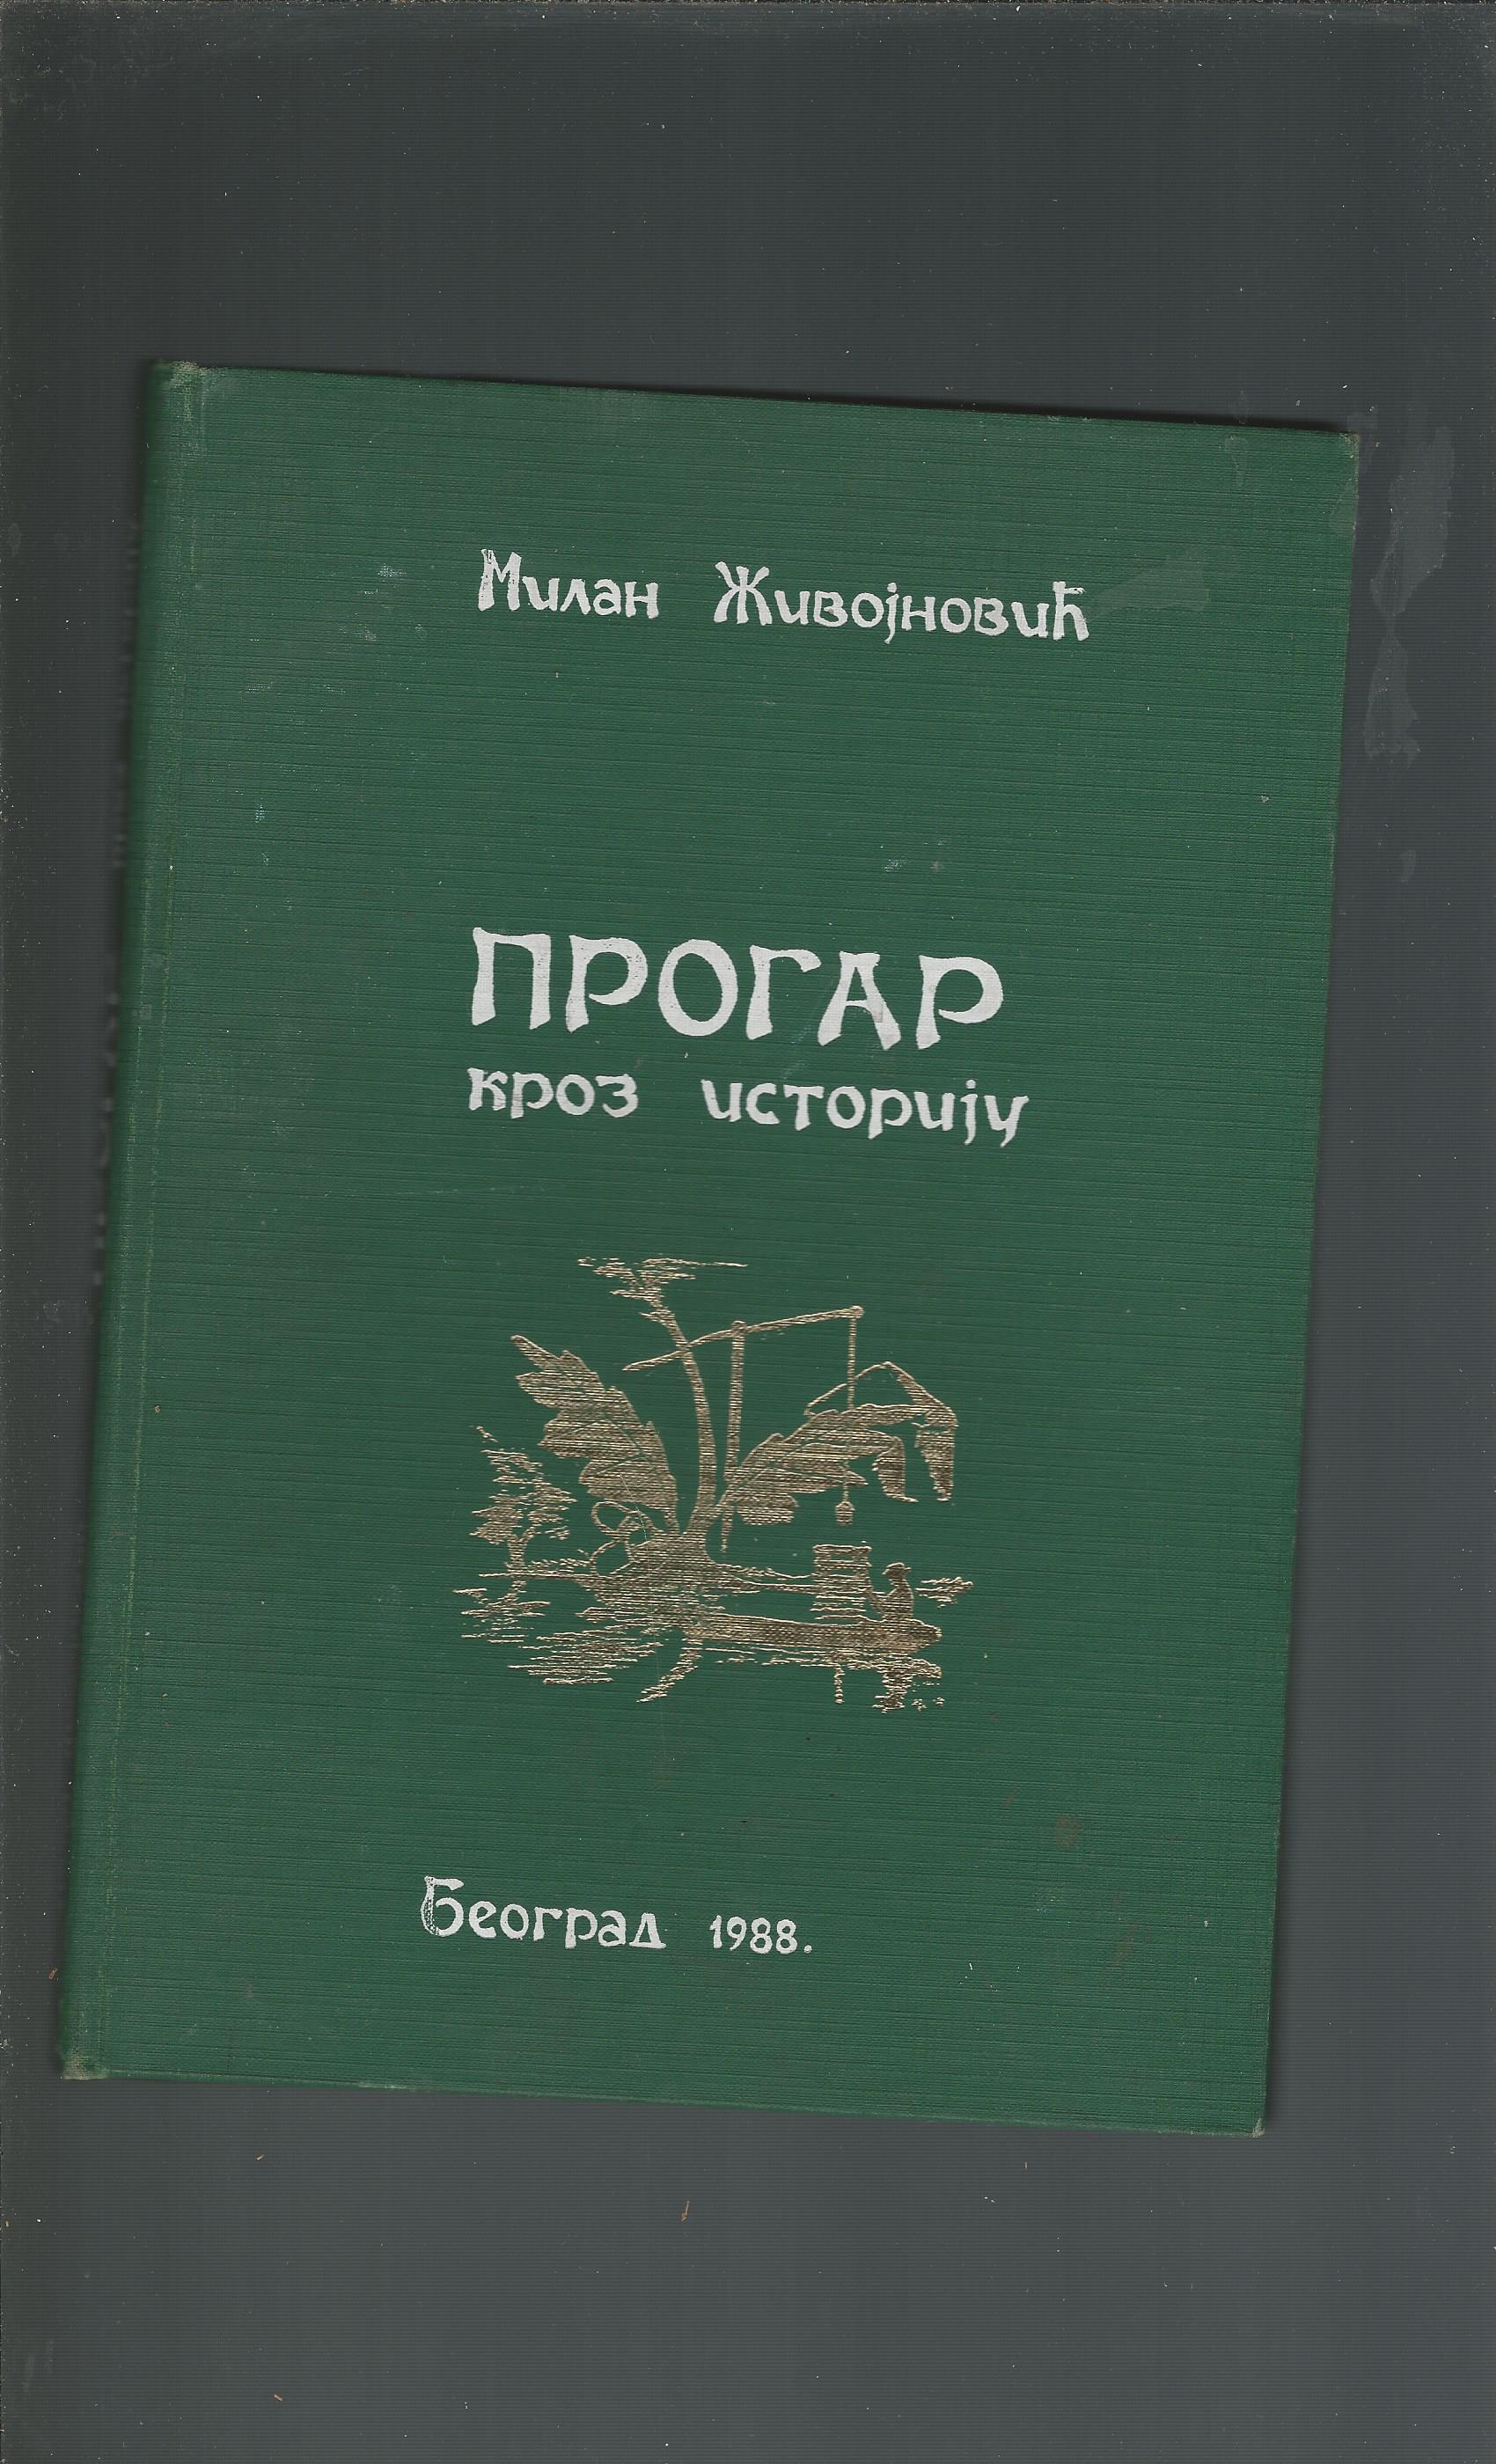 Милан Живојновић
ПРОГАР
кроз историју
Београд 1988.